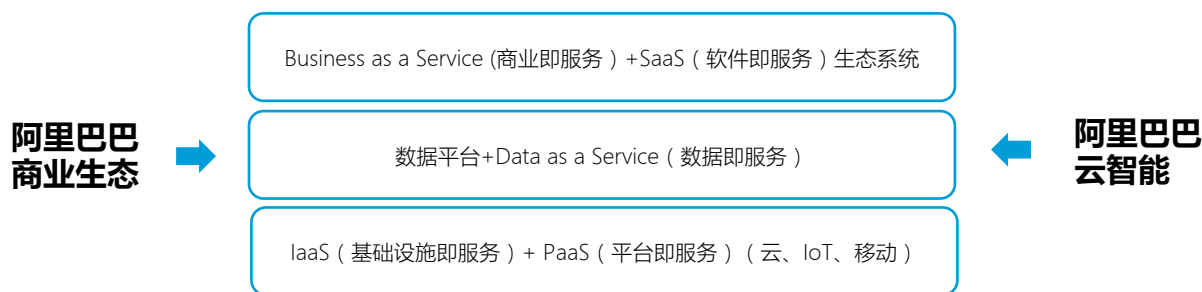 Business as a Service (商业即服务）+SaaS（软件即服务）生态系统
阿里巴巴
商业生态
数据平台+Data as a Service（数据即服务）
阿里巴巴
云智能
IaaS（基础设施即服务）+ PaaS（平台即服务）（云、IoT、移动）